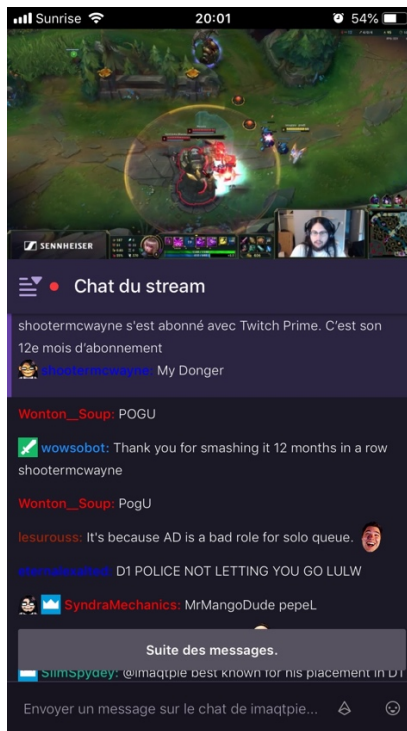 Sunrise 20:01 54%
SENNHEISER
Chat du stream
shootermcwayne s'est abonné avec Twitch Prime. C'est son
12e mois d'abonnement
shootermcwayne: My Donger
Wonton__Soup: POGU
wowsobot: Thank you for smashing it 12 months in a row
shootermcwayne
Wonton__Soup: PogU
lesurouss: It's because AD is a bad role for solo queue.
D1 POLICE NOT LETTING YOU GO LULW
SyndraMechanics: MrMangoDude pepeL
Suite des messages.
SlimSpydey: @imaqtpie best known for his placement in D1
Envoyer un message sur le chat de imaqtpie...